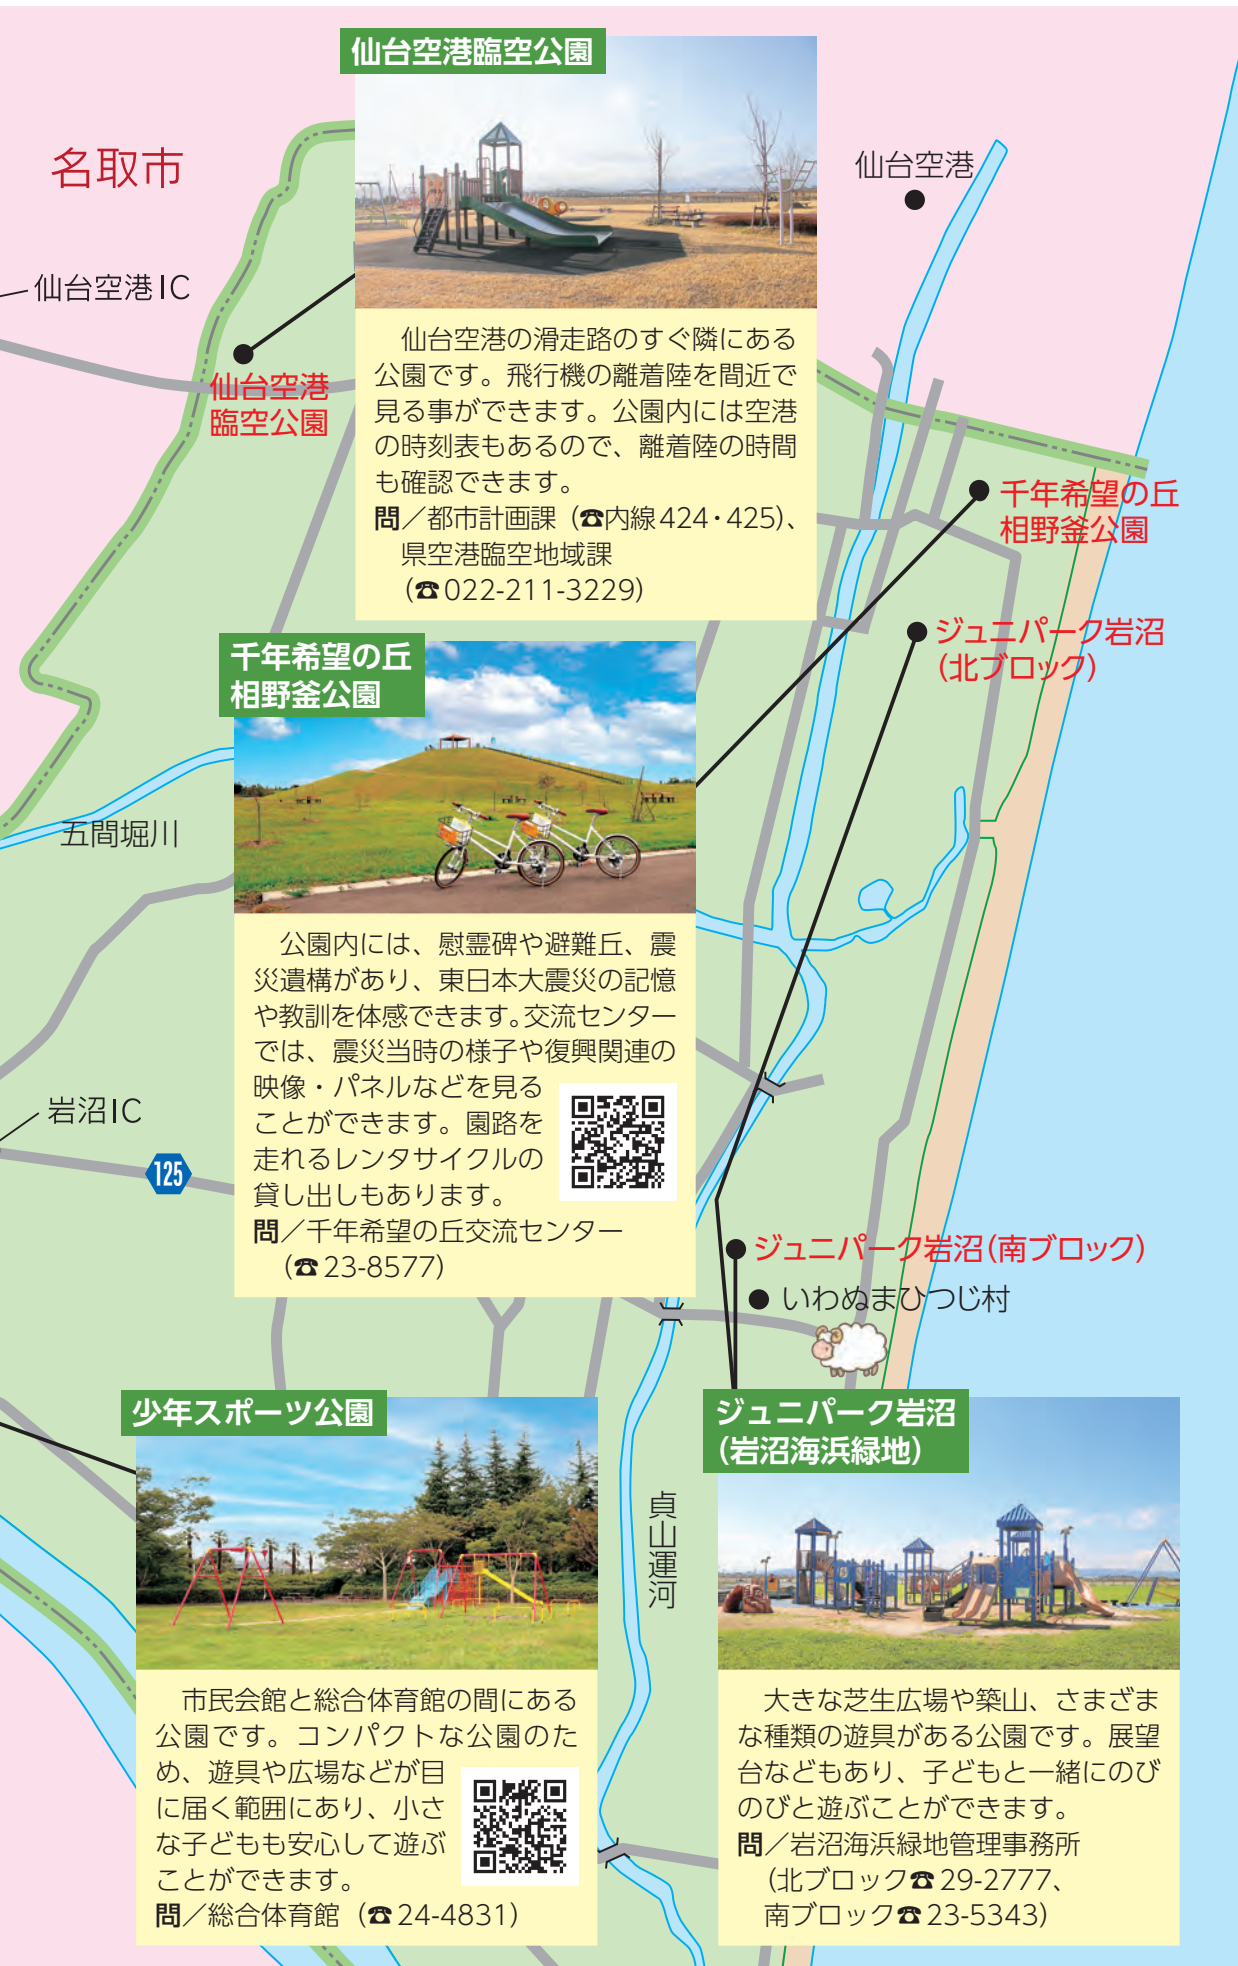 仙台空港臨空公園
名取市
仙台空港
仙台空港IC
仙台空港
臨空公園
仙台空港の滑走路のすぐ隣にある
公園です。飛行機の離着陸を間近で
見る事ができます。公園内には空港
の時刻表もあるので、離着陸の時間
も確認できます。
問／都市計画課（☎内線424・425）、
県空港臨空地域課
（☎022-211-3229）
千年希望の丘
相野釜公園
ジュニパーク岩沼
（北ブロック）
千年希望の丘
相野釜公園
五間堀川
公園内には、慰霊碑や避難丘、震
災遺構があり、東日本大震災の記憶
や教訓を体感できます。交流センター
では、震災当時の様子や復興関連の
映像・パネルなどを見る
ことができます。園路を
走れるレンタサイクルの
貸し出しもあります。
問／千年希望の丘交流センター
（☎23-8577）
岩沼IC
125
ジュニパーク岩沼（南ブロック）
いわぬまひつじ村
少年スポーツ公園
市民会館と総合体育館の間にある
公園です。コンパクトな公園のた
め、遊具や広場などが目
に届く範囲にあり、小さ
な子どもも安心して遊ぶ
ことができます。
問／総合体育館（☎24-4831）
貞山運河
ジュニパーク岩沼
（岩沼海浜緑地）
大きな芝生広場や築山、さまざま
な種類の遊具がある公園です。展望
台などもあり、子どもと一緒にのび
のびと遊ぶことができます。
問／岩沼海浜緑地管理事務所
（北ブロック☎29-2777、
南ブロック☎23-5343）